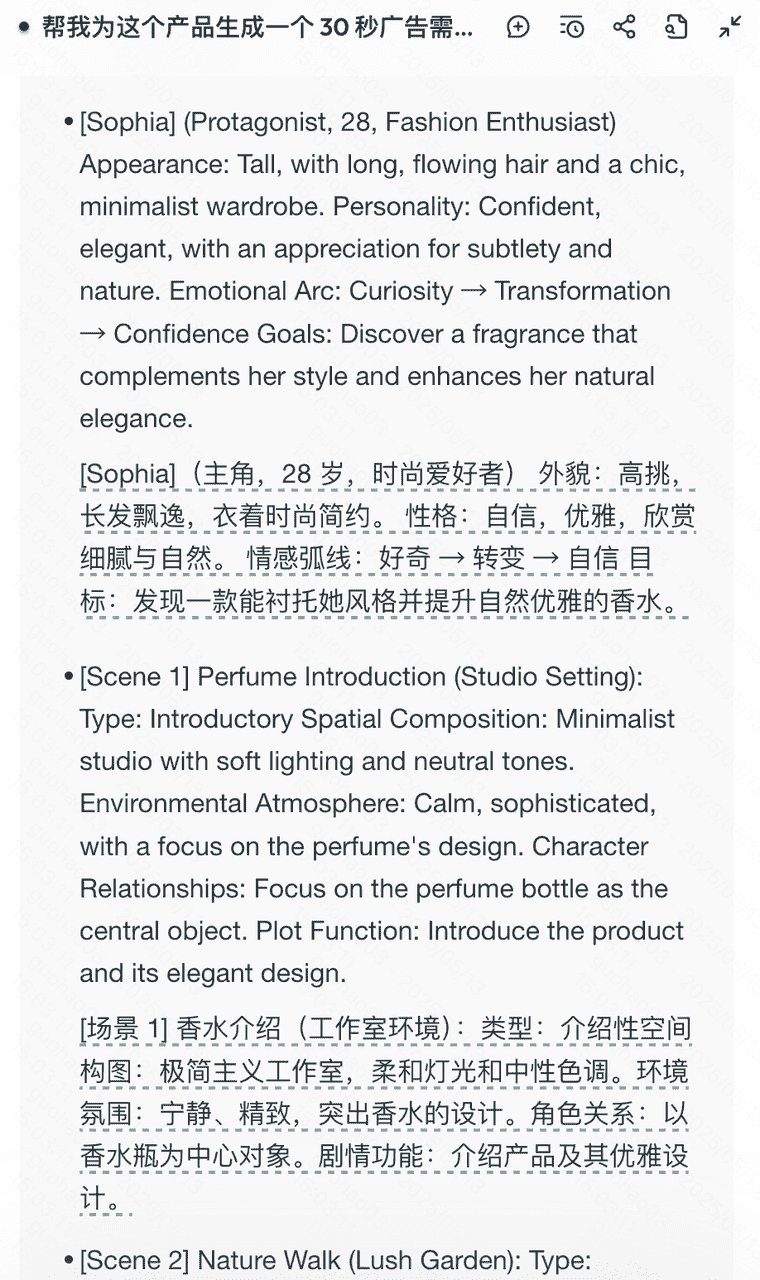 帮我为这个产品生成一个 30 秒广告需...
• [Sophia] (Protagonist, 28, Fashion Enthusiast)
Appearance: Tall, with long, flowing hair and a chic,
minimalist wardrobe. Personality: Confident,
elegant, with an appreciation for subtlety and
nature. Emotional Arc: Curiosity → Transformation
→ Confidence Goals: Discover a fragrance that
complements her style and enhances her natural
elegance.
[Sophia]（主角，28 岁，时尚爱好者） 外貌：高挑，
长发飘逸，衣着时尚简约。 性格：自信，优雅，欣赏
细腻与自然。 情感弧线：好奇 → 转变 → 自信 目
标：发现一款能衬托她风格并提升自然优雅的香水。
• [Scene 1] Perfume Introduction (Studio Setting):
Type: Introductory Spatial Composition: Minimalist
studio with soft lighting and neutral tones.
Environmental Atmosphere: Calm, sophisticated,
with a focus on the perfume's design. Character
Relationships: Focus on the perfume bottle as the
central object. Plot Function: Introduce the product
and its elegant design.
[场景 1] 香水介绍（工作室环境）：类型：介绍性空间
构图：极简主义工作室，柔和灯光和中性色调。环境
氛围：宁静、精致，突出香水的设计。角色关系：以
香水瓶为中心对象。剧情功能：介绍产品及其优雅设
计。
• [Scene 2] Nature Walk (Lush Garden): Type: